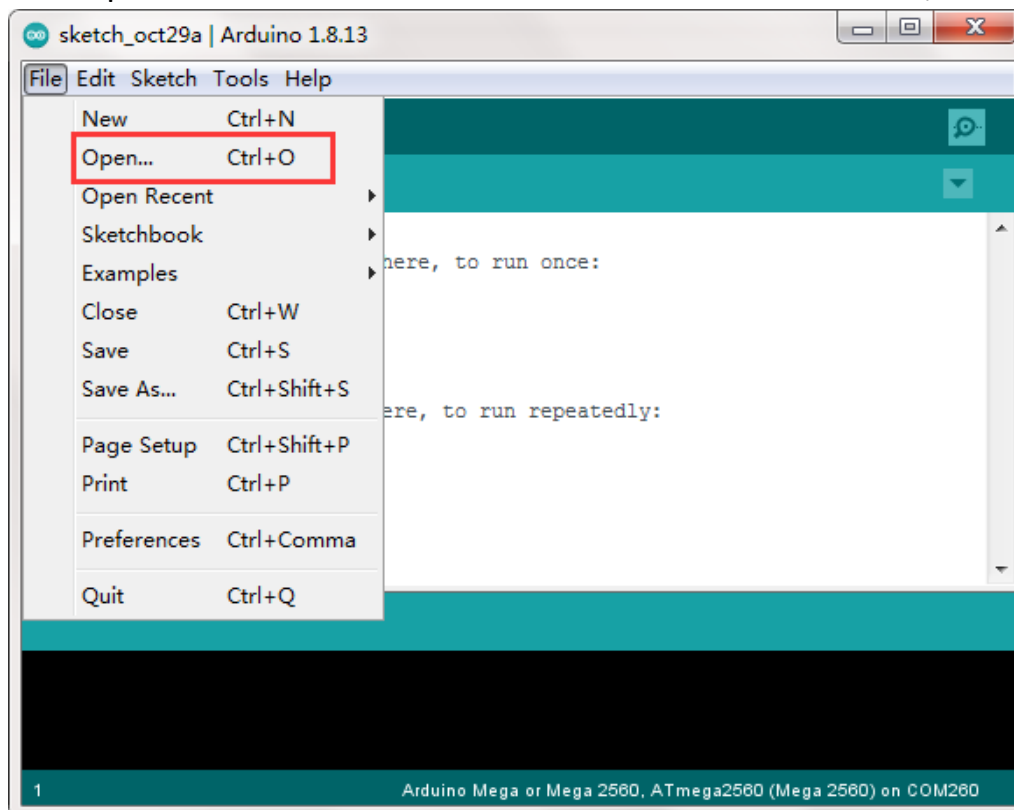 sketch_oct29a | Arduino 1.8.13
File Edit Sketch Tools Help
New Ctrl+N
Open... Ctrl+O
Open Recent
Sketchbook
Examples
here, to run once:
Close Ctrl+W
Save Ctrl+S
Save As... Ctrl+Shift+S
ere, to run repeatedly:
Page Setup Ctrl+Shift+P
Print Ctrl+P
Preferences Ctrl+Comma
Quit Ctrl+Q
1 Arduino Mega or Mega 2560, ATmega2560 (Mega 2560) on COM260